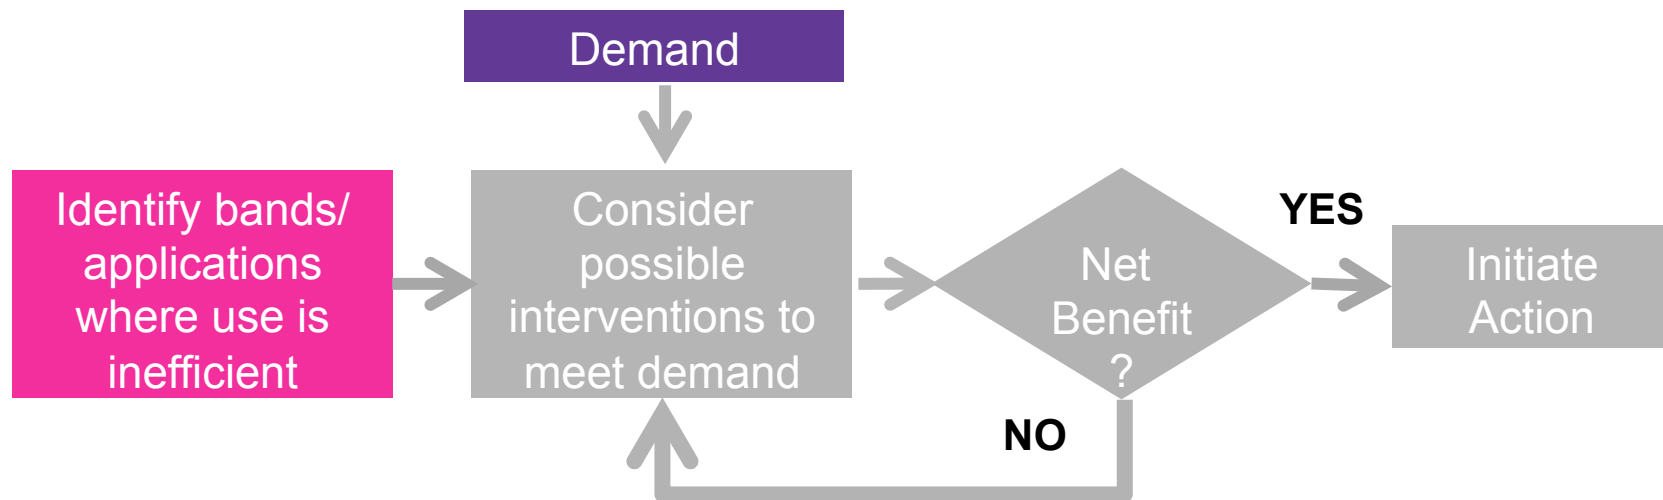 Demand
Identify bands/
applications
where use is
inefficient
Consider
possible
interventions to
meet demand
Net
Benefit
?
YES
NO
Initiate
Action